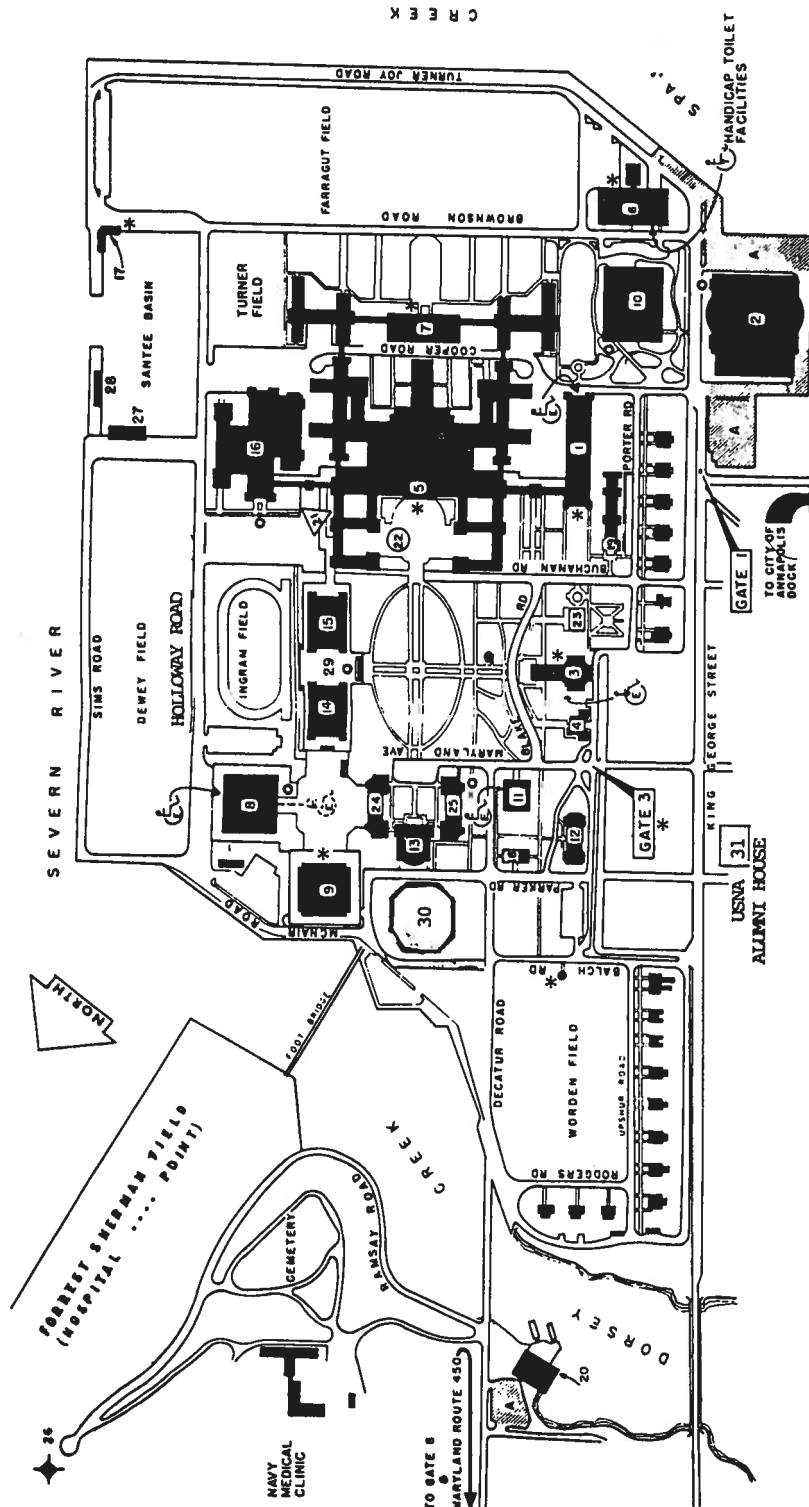 CREEK
SPA
TURNER JOY ROAD
HANDICAP TOILET
FACILITIES
FARRAGUT FIELD
BROWNSON ROAD
6
A
17
SANTEE BASIN
TURNER
FIELD
7
COOPER ROAD
10
2
28
27
16
E
5
1
PORTER RD
A
22
19
BUCHANAN RD
GATE 1
TO CITY OF
ANNAPOLIS
DOCK
SEVERN RIVER
SIMS ROAD
DEWEY FIELD
HOLLOWAY ROAD
INGRAM FIELD
15
29
14
RD
BLAKE
23
3
4
E
MARYLAND AVE
KING GEORGE STREET
8
24
25
13
E
11
18
12
GATE 3
9
30
PARKER RD
31
USNA
ALUMNI HOUSE
MCNAIR ROAD
NORTH
FOOT BRIDGE
BALCH RD
DECATUR ROAD
WORDEN FIELD
UPSHUR ROAD
RODGERS RD
FORREST SHERMAN FIELD
(HOSPITAL .... POINT)
CREEK
RAMSAY ROAD
CEMETERY
DORSEY
26
NAVY
MEDICAL
CLINIC
20
A
TO GATE 8
&
MARYLAND ROUTE 450